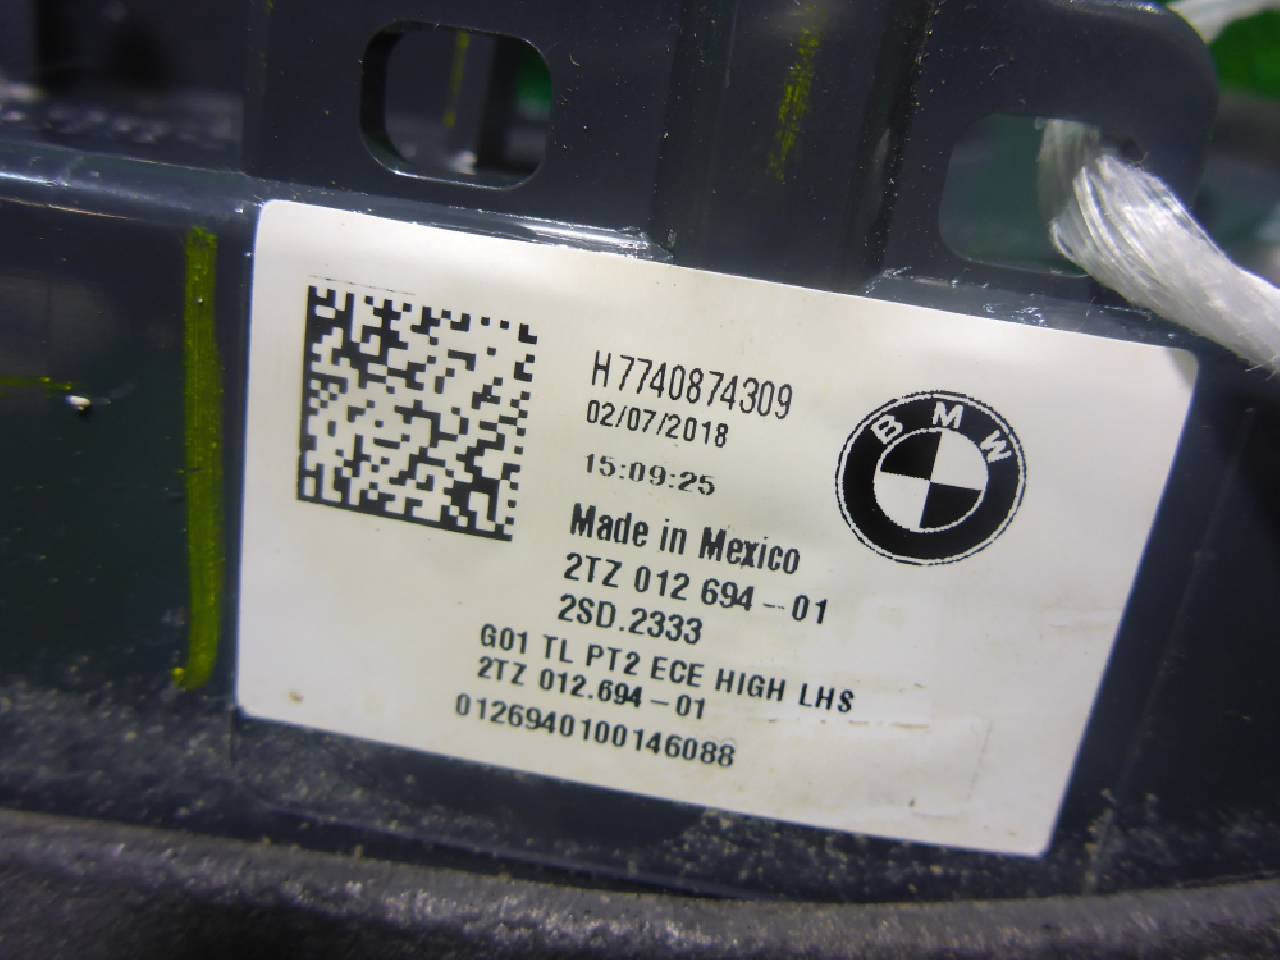 H7740874309
02/07/2018
15:09:25
BMW
Made in Mexico
2TZ 012 694-01
2SD.2333
G01 TL PT2 ECE HIGH LHS
2TZ 012.694-01
0126940100146088